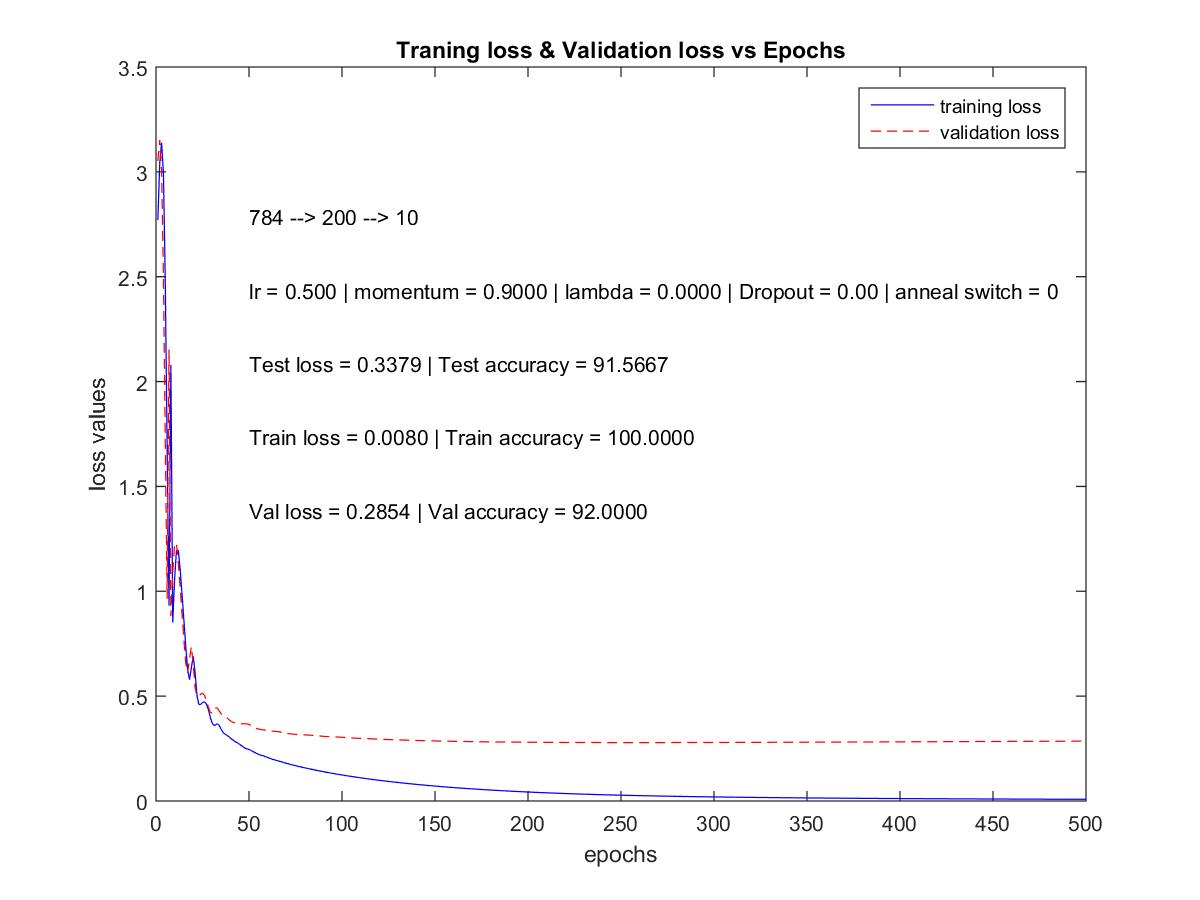 Traning loss & Validation loss vs Epochs
3.5
3
2.5
2
1.5
1
0.5
0
loss values
training loss
validation loss
784 --> 200 --> 10
lr = 0.500 | momentum = 0.9000 | lambda = 0.0000 | Dropout = 0.00 | anneal switch = 0
Test loss = 0.3379 | Test accuracy = 91.5667
Train loss = 0.0080 | Train accuracy = 100.0000
Val loss = 0.2854 | Val accuracy = 92.0000
0 50 100 150 200 250 300 350 400 450 500
epochs